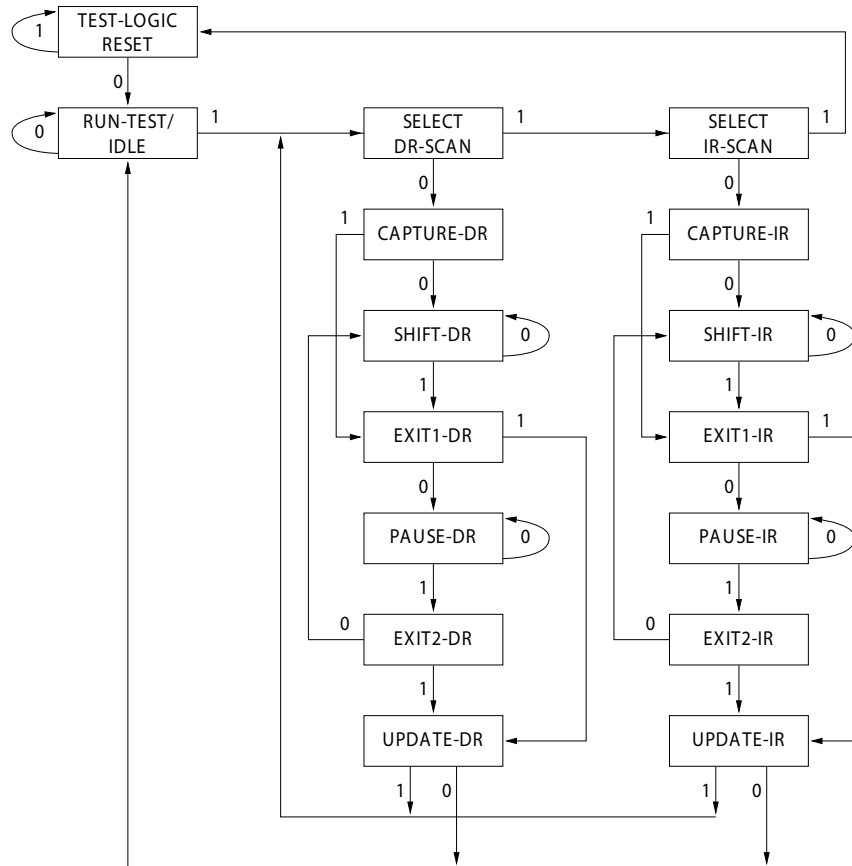 1
TEST-LOGIC
RESET
0
0
RUN-TEST/
IDLE
1
SELECT
DR-SCAN
1
SELECT
IR-SCAN
1
0
0
1
CAPTURE-DR
1
CAPTURE-IR
0
0
SHIFT-DR
0
SHIFT-IR
0
1
1
EXIT1-DR
1
EXIT1-IR
1
0
0
PAUSE-DR
0
PAUSE-IR
0
1
1
0
EXIT2-DR
0
EXIT2-IR
1
1
UPDATE-DR
UPDATE-IR
1
0
1
0